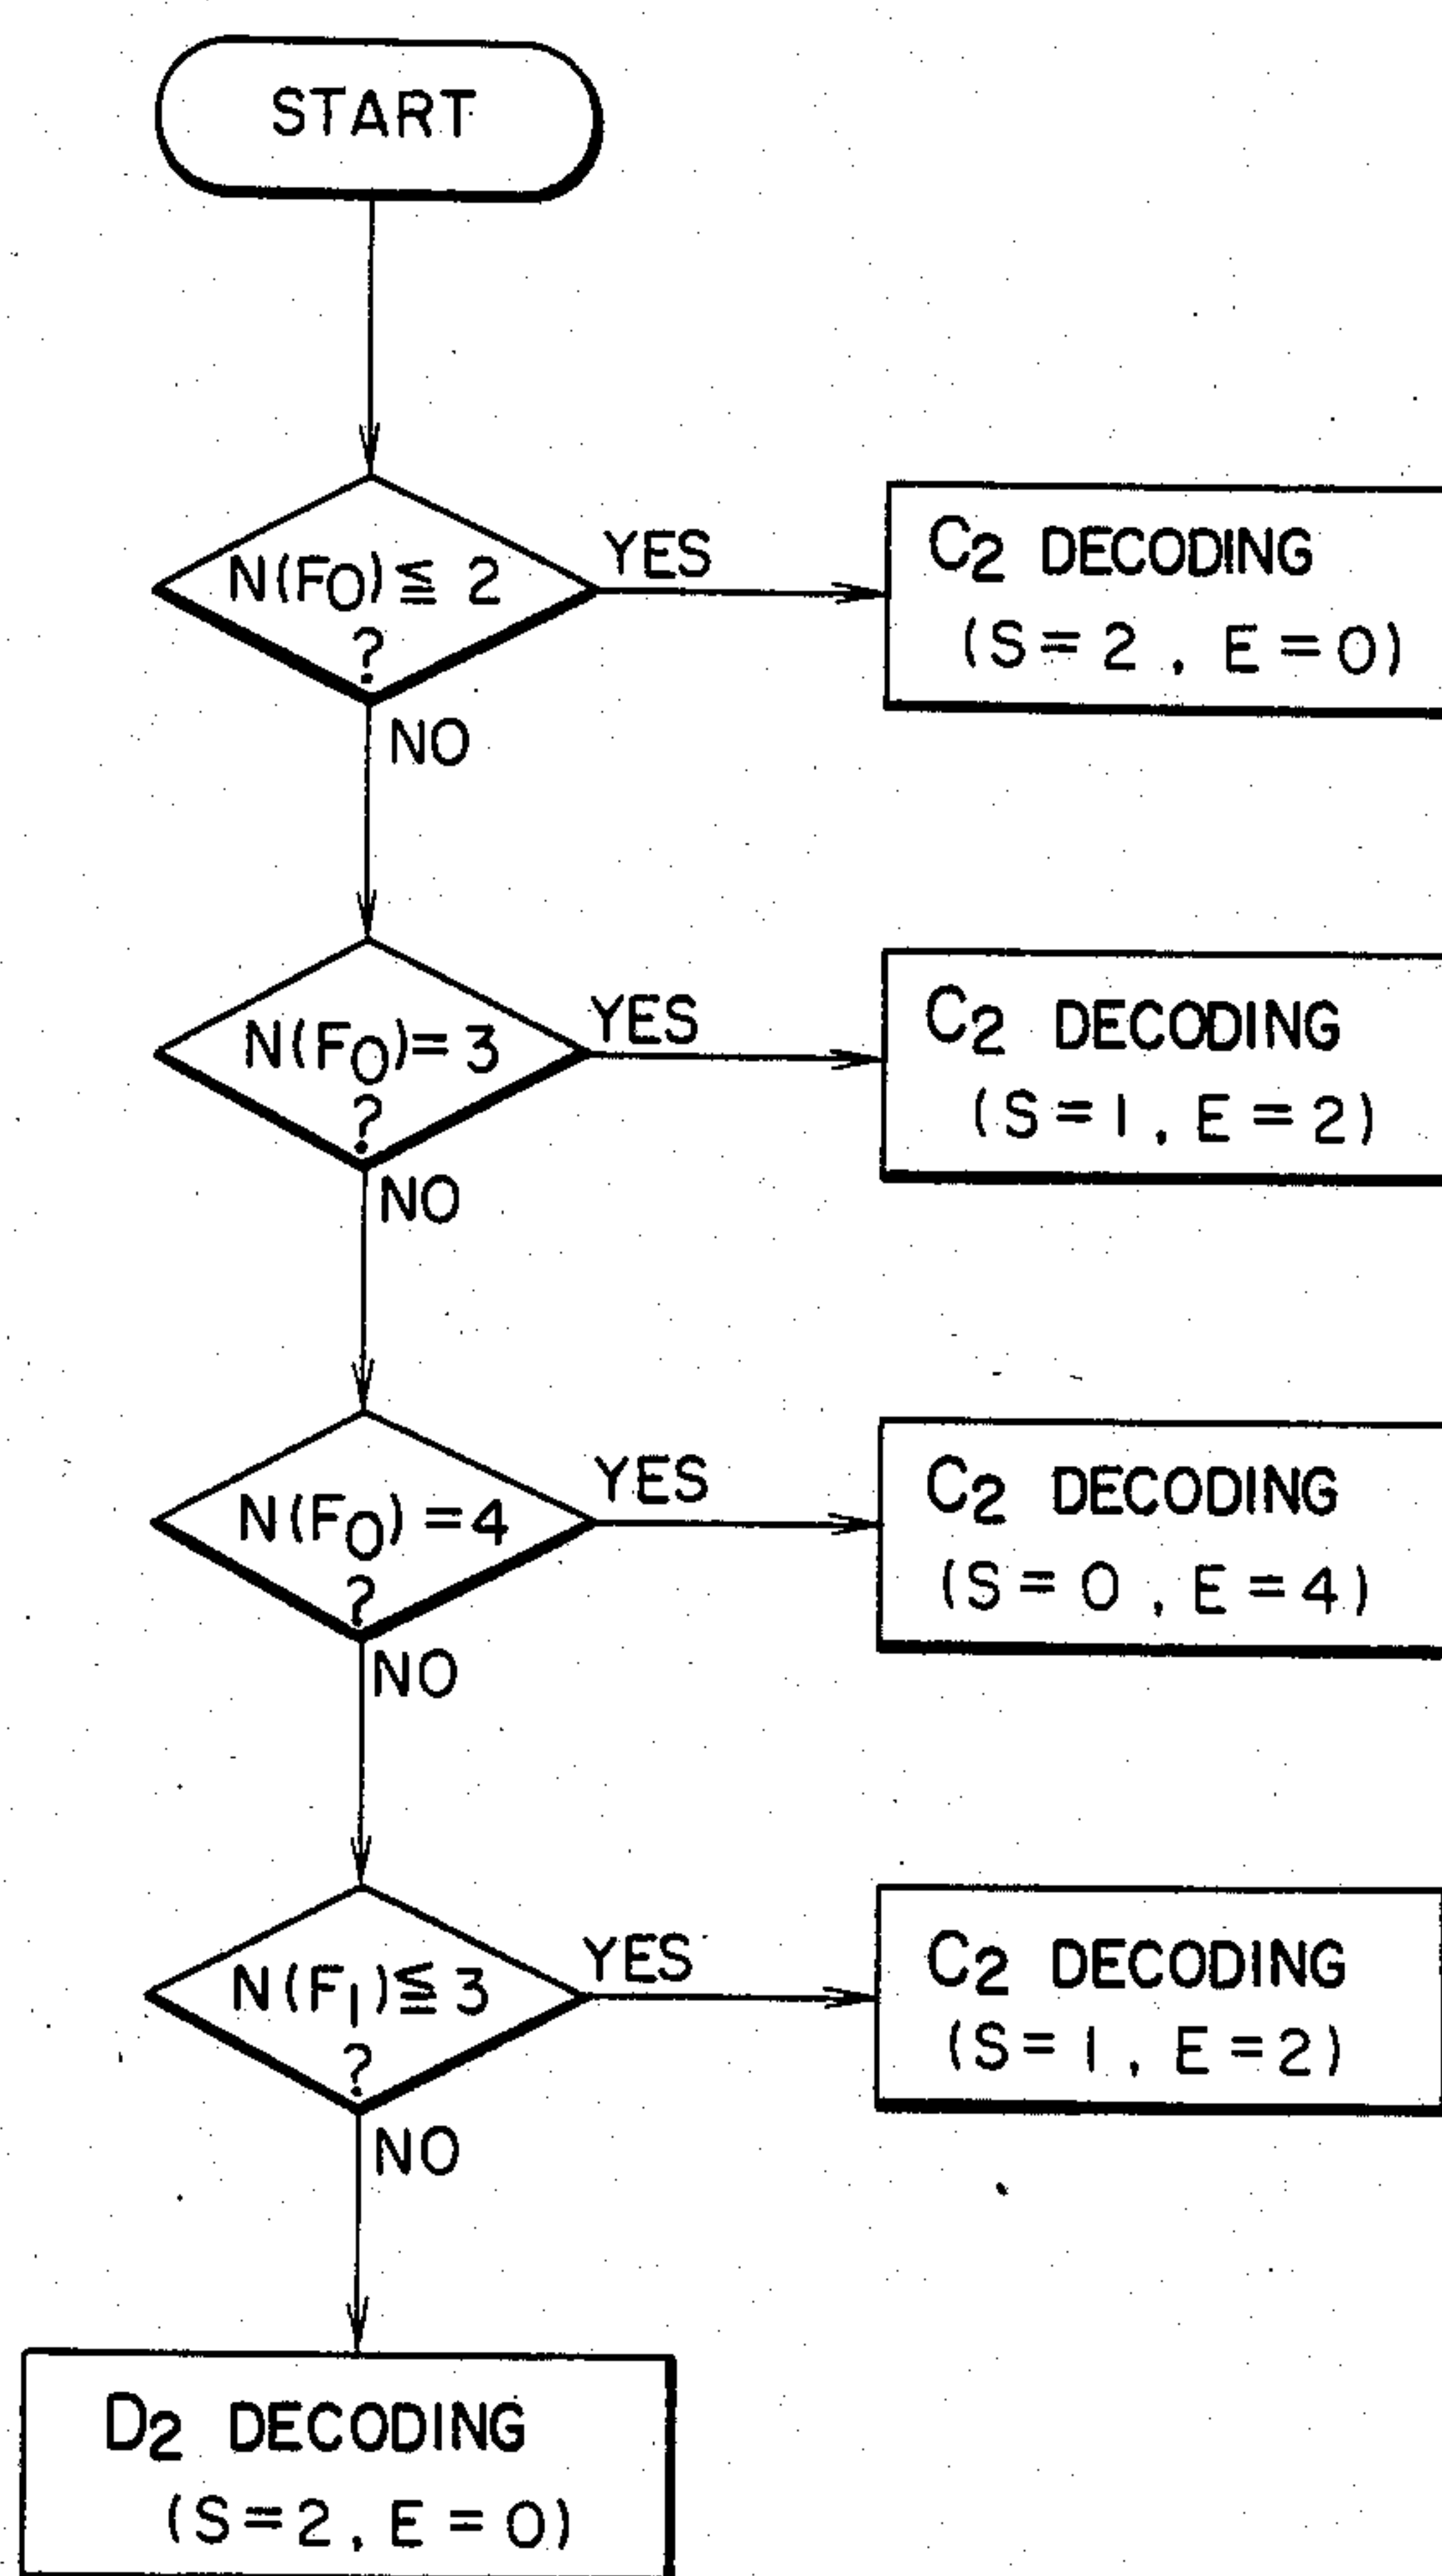 START
N(F0)≦ 2
?
YES
C2 DECODING
(S=2, E=0)
NO
N(F0)=3
?
YES
C2 DECODING
(S=1, E=2)
NO
N(F0)=4
?
YES
C2 DECODING
(S=0, E=4)
NO
N(F1)≦3
?
YES
C2 DECODING
(S=1, E=2)
NO
D2 DECODING
(S=2, E=0)